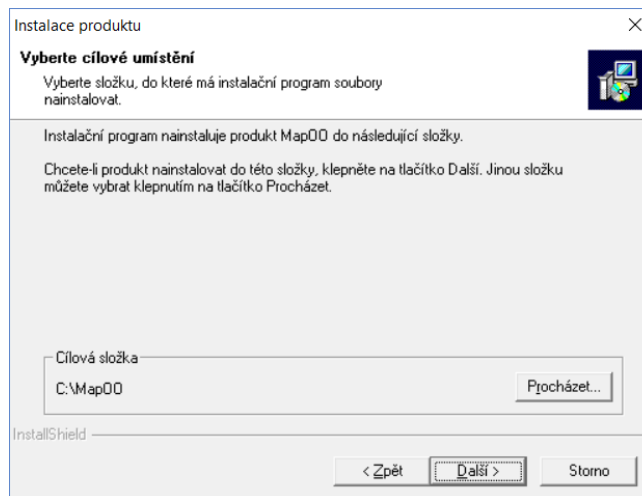 Instalace produktu
Vyberte cílové umístění
Vyberte složku, do které má instalační program soubory
nainstalovat.
Instalační program nainstaluje produkt MapOO do následující složky.
Chcete-li produkt nainstalovat do této složky, klepněte na tlačítko Další. Jinou složku
můžete vybrat klepnutím na tlačítko Procházet.
Cílová složka
C:\MapOO
Procházet...
InstallShield
< Zpět
Další >
Storno